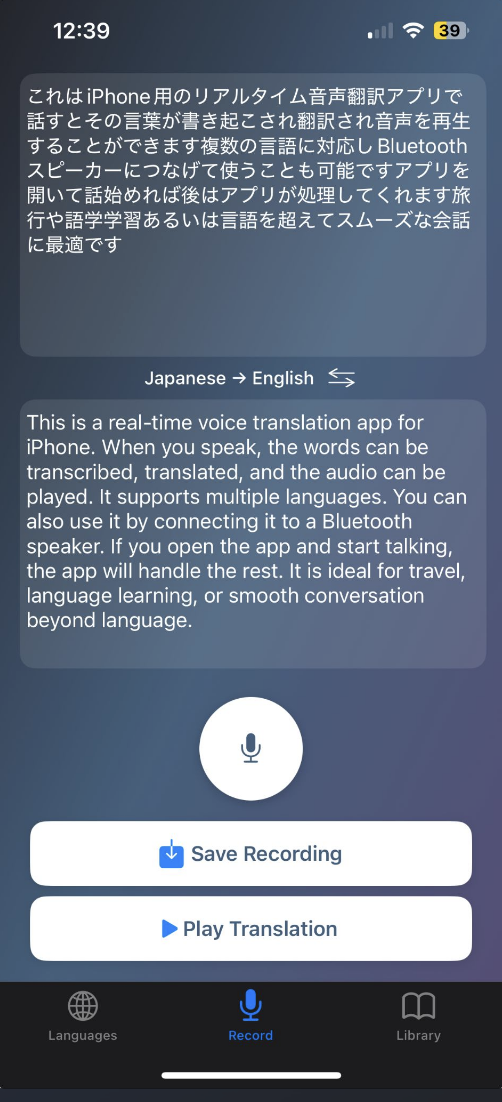 12:39
39
これはiPhone用のリアルタイム音声翻訳アプリで
話すとその言葉が書き起こされ翻訳され音声を再生
することができます複数の言語に対応しBluetooth
スピーカーにつなげて使うことも可能ですアプリを
開いて話始めれば後はアプリが処理してくれます旅
行や語学学習あるいは言語を超えてスムーズな会話
に最適です
Japanese → English
This is a real-time voice translation app for
iPhone. When you speak, the words can be
transcribed, translated, and the audio can be
played. It supports multiple languages. You can
also use it by connecting it to a Bluetooth
speaker. If you open the app and start talking,
the app will handle the rest. It is ideal for travel,
language learning, or smooth conversation
beyond language.
Save Recording
Play Translation
Languages
Record
Library